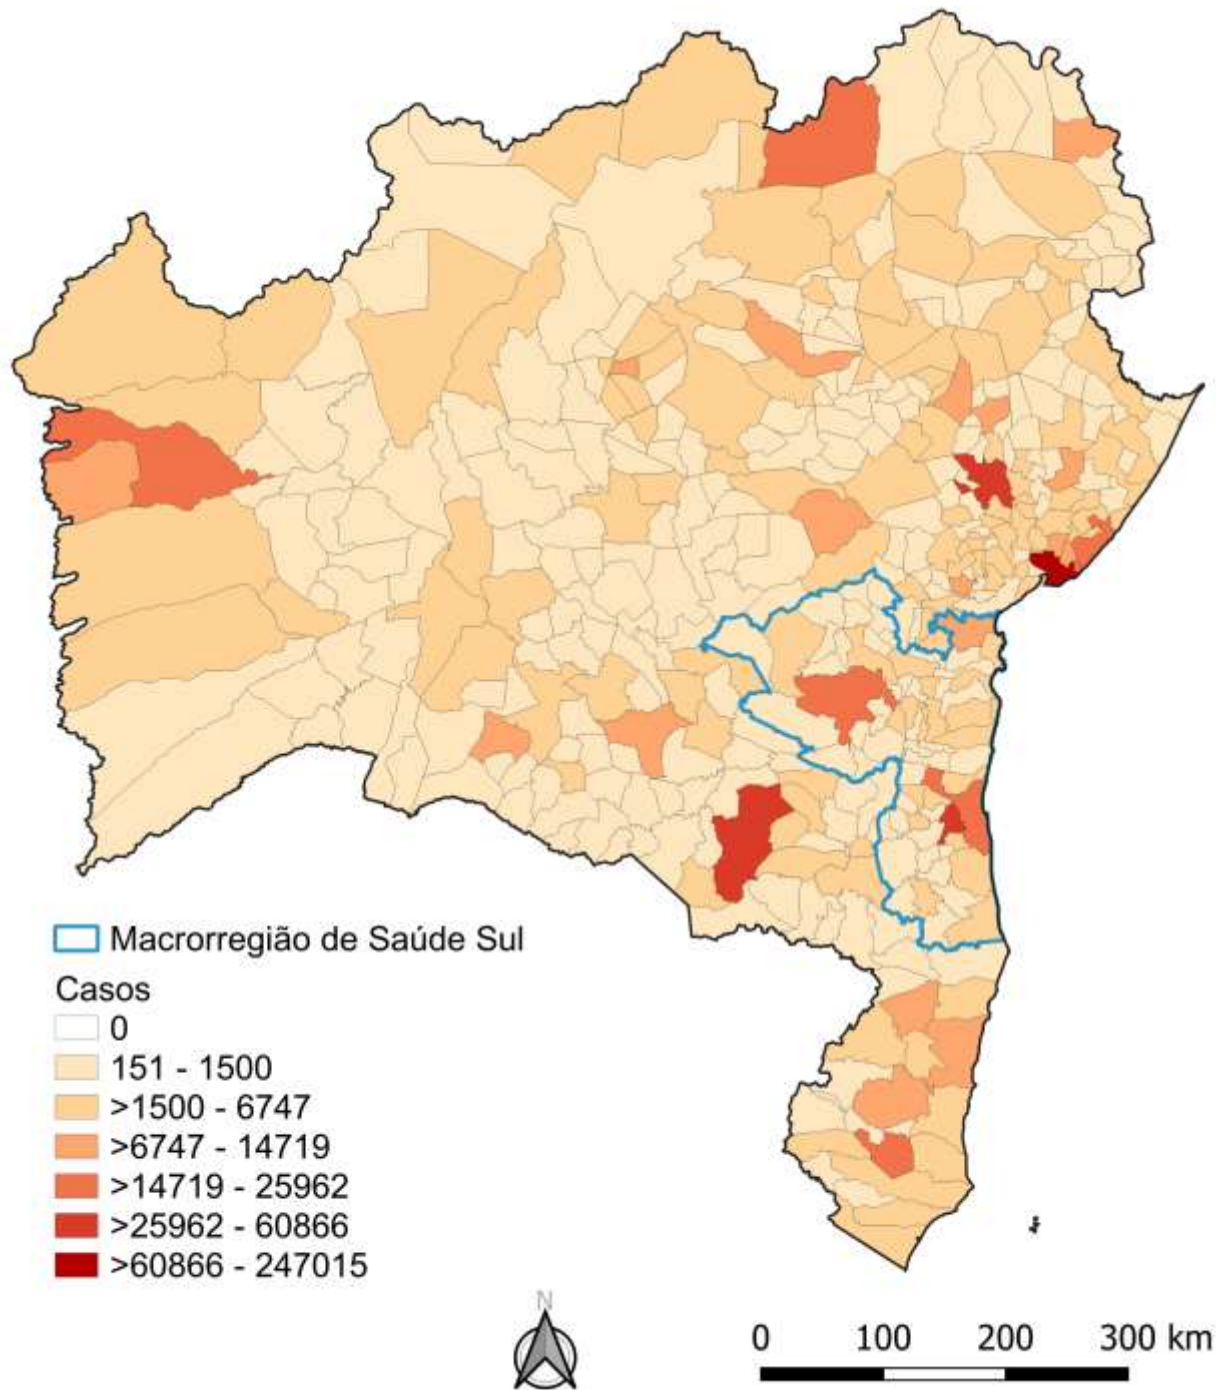 Macrorregião de Saúde Sul
Casos
0
151 - 1500
>1500 - 6747
>6747 - 14719
>14719 - 25962
>25962 - 60866
>60866 - 247015
N
0 100 200 300 km